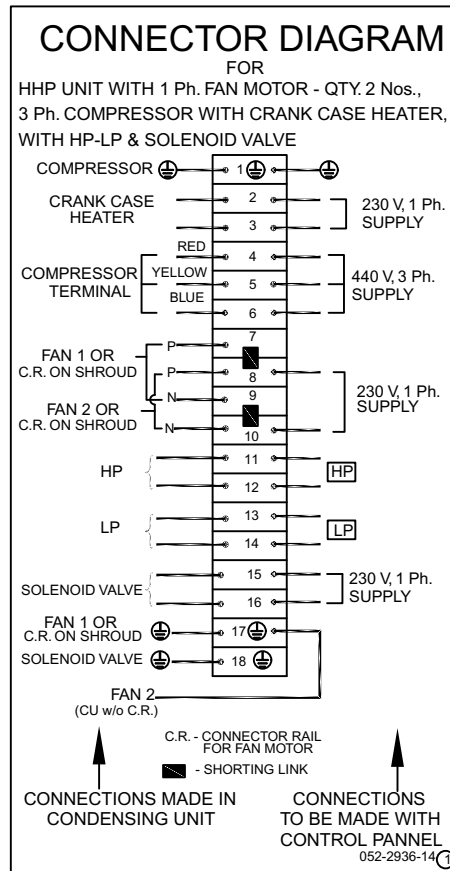 CONNECTOR DIAGRAM
FOR
HHP UNIT WITH 1 Ph. FAN MOTOR - QTY. 2 Nos.,
3 Ph. COMPRESSOR WITH CRANK CASE HEATER,
WITH HP-LP & SOLENOID VALVE
COMPRESSOR 1
CRANK CASE
HEATER
2
3
230 V, 1 Ph.
SUPPLY
COMPRESSOR
TERMINAL
RED
YELLOW
BLUE
4
5
6
440 V, 3 Ph.
SUPPLY
FAN 1 OR
C.R. ON SHROUD
P
P
7
8
FAN 2 OR
C.R. ON SHROUD
N
N
9
10
230 V, 1 Ph.
SUPPLY
HP
11
12
HP
LP
13
14
LP
SOLENOID VALVE
15
16
230 V, 1 Ph.
SUPPLY
FAN 1 OR
C.R. ON SHROUD
17
SOLENOID VALVE 18
FAN 2
(CU w/o C.R.)
C.R. - CONNECTOR RAIL
FOR FAN MOTOR
- SHORTING LINK
CONNECTIONS MADE IN
CONDENSING UNIT
CONNECTIONS
TO BE MADE WITH
CONTROL PANNEL
052-2936-14 1